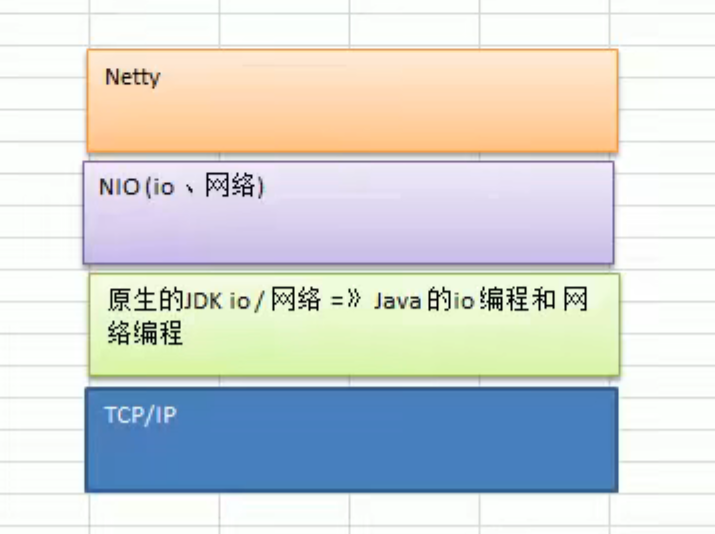 Netty
NIO (io 、网络)
原生的JDK io / 网络 =》 Java 的io 编程和 网
络编程
TCP/IP